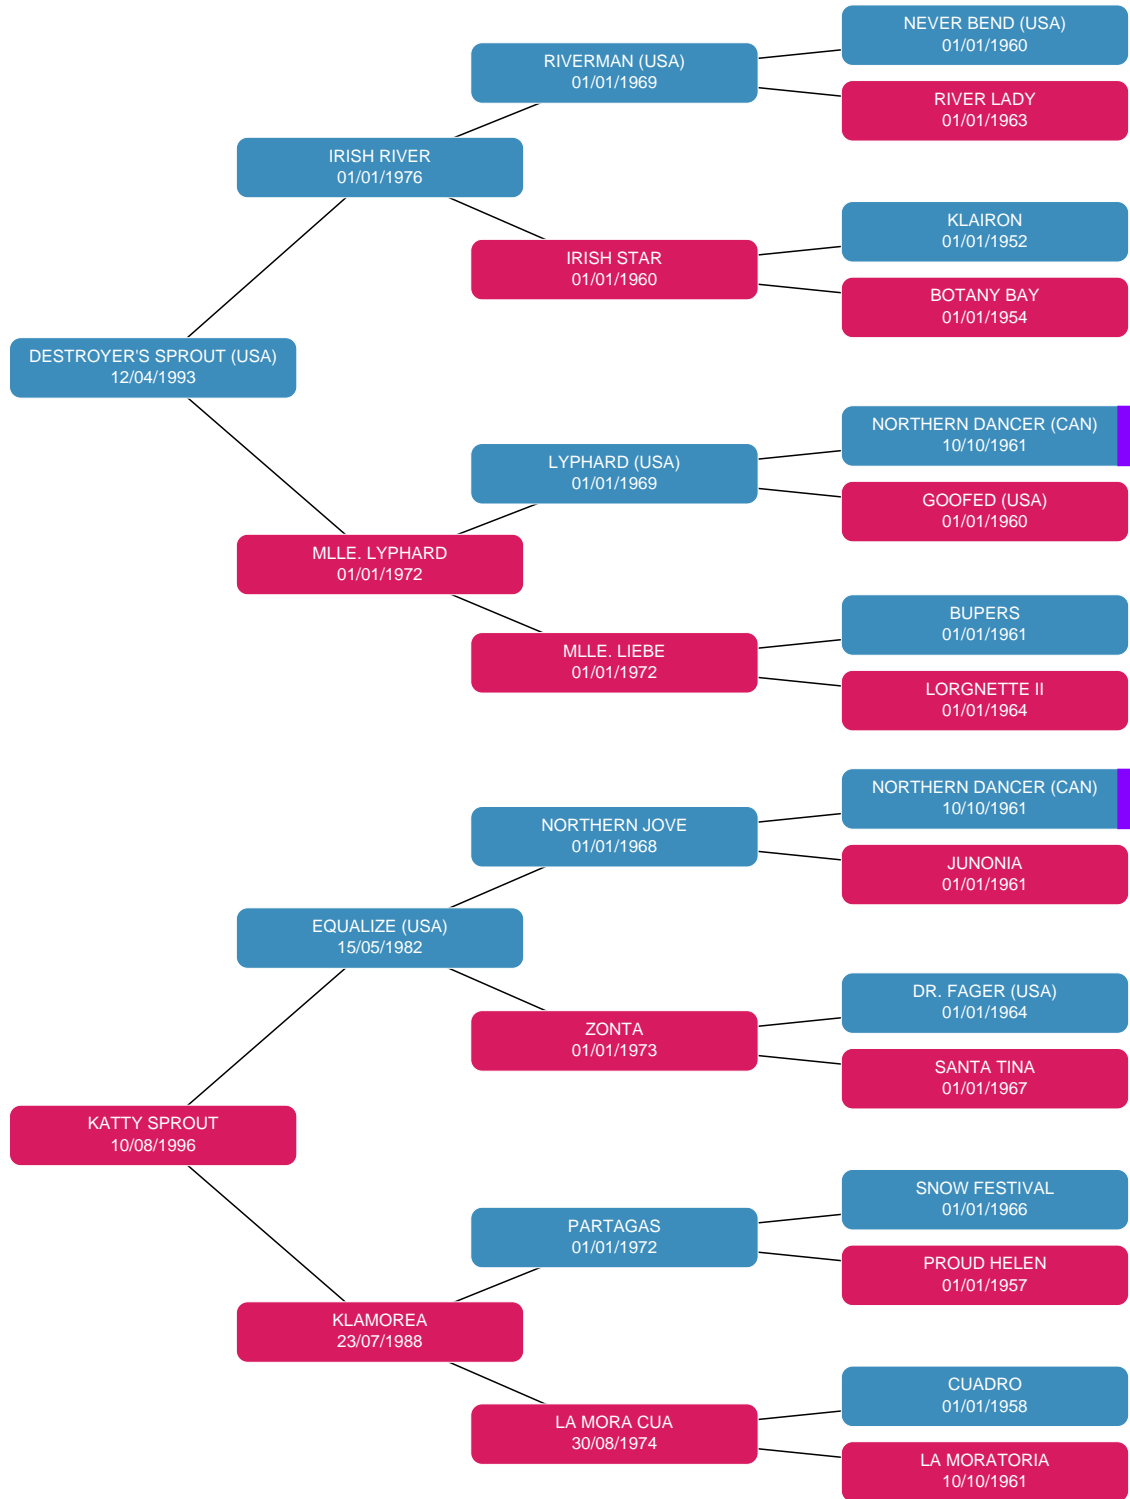 NEVER BEND (USA)
01/01/1960
RIVERMAN (USA)
01/01/1969
RIVER LADY
01/01/1963
IRISH RIVER
01/01/1976
KLAIRON
01/01/1952
IRISH STAR
01/01/1960
BOTANY BAY
01/01/1954
DESTROYER'S SPROUT (USA)
12/04/1993
NORTHERN DANCER (CAN)
10/10/1961
LYPHARD (USA)
01/01/1969
GOOFED (USA)
01/01/1960
MLLE. LYPHARD
01/01/1972
BUPERS
01/01/1961
MLLE. LIEBE
01/01/1972
LORGNETTE II
01/01/1964
NORTHERN DANCER (CAN)
10/10/1961
NORTHERN JOVE
01/01/1968
JUNONIA
01/01/1961
EQUALIZE (USA)
15/05/1982
DR. FAGER (USA)
01/01/1964
ZONTA
01/01/1973
SANTA TINA
01/01/1967
KATTY SPROUT
10/08/1996
SNOW FESTIVAL
01/01/1966
PARTAGAS
01/01/1972
PROUD HELEN
01/01/1957
KLAMOREA
23/07/1988
CUADRO
01/01/1958
LA MORA CUA
30/08/1974
LA MORATORIA
10/10/1961